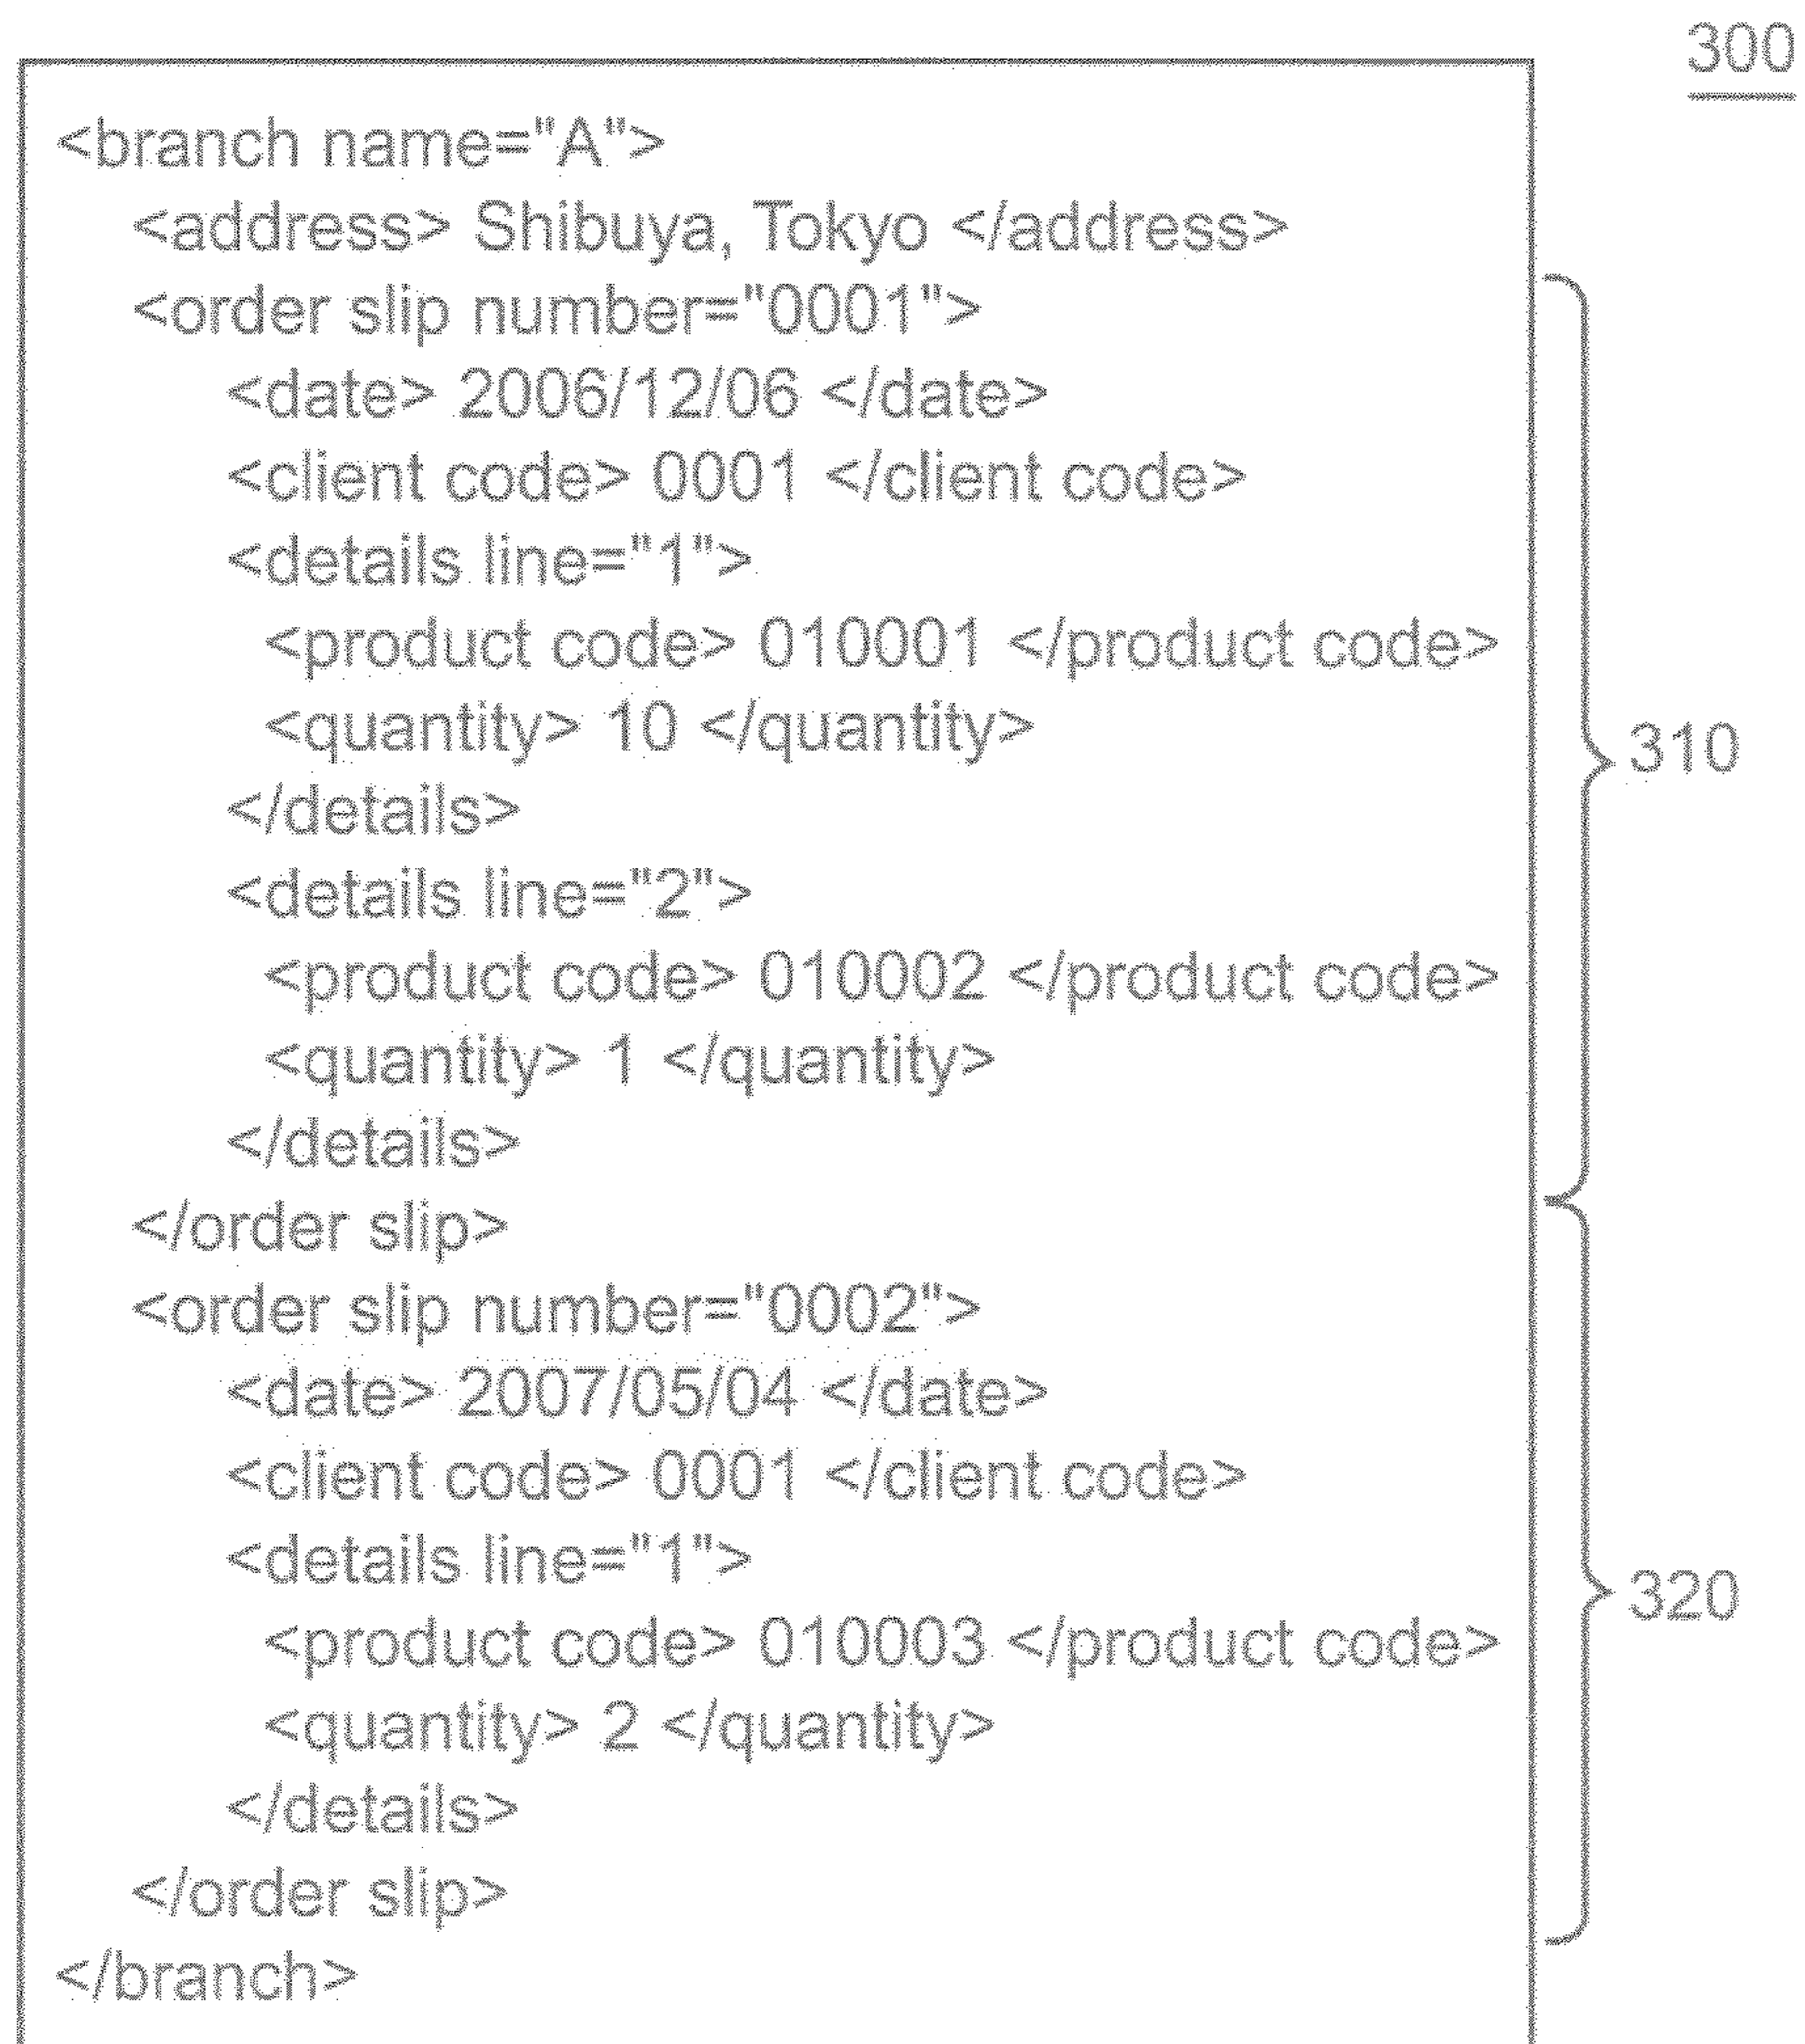 300
<branch name="A">
<address> Shibuya, Tokyo </address>
<order slip number="0001">
<date> 2006/12/06 </date>
<client code> 0001 </client code>
<details line="1">
<product code> 010001 </product code>
<quantity> 10 </quantity>
310
</details>
<details line="2">
<product code> 010002 </product code>
<quantity> 1 </quantity>
</details>
</order slip>
<order slip number="0002">
<date> 2007/05/04 </date>
<client code> 0001 </client code>
<details line="1">
320
<product code> 010003 </product code>
<quantity> 2 </quantity>
</details>
</order slip>
</branch>